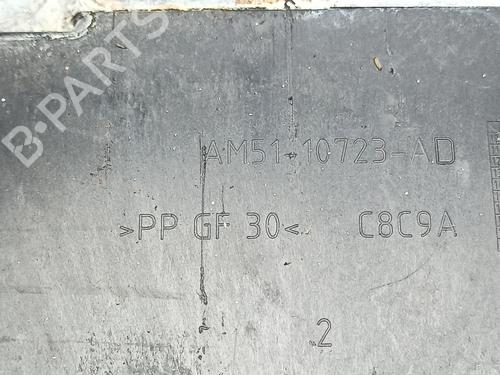 B-PARTS
AM51-10723-AD
>PP GF 30< C8C9A
2